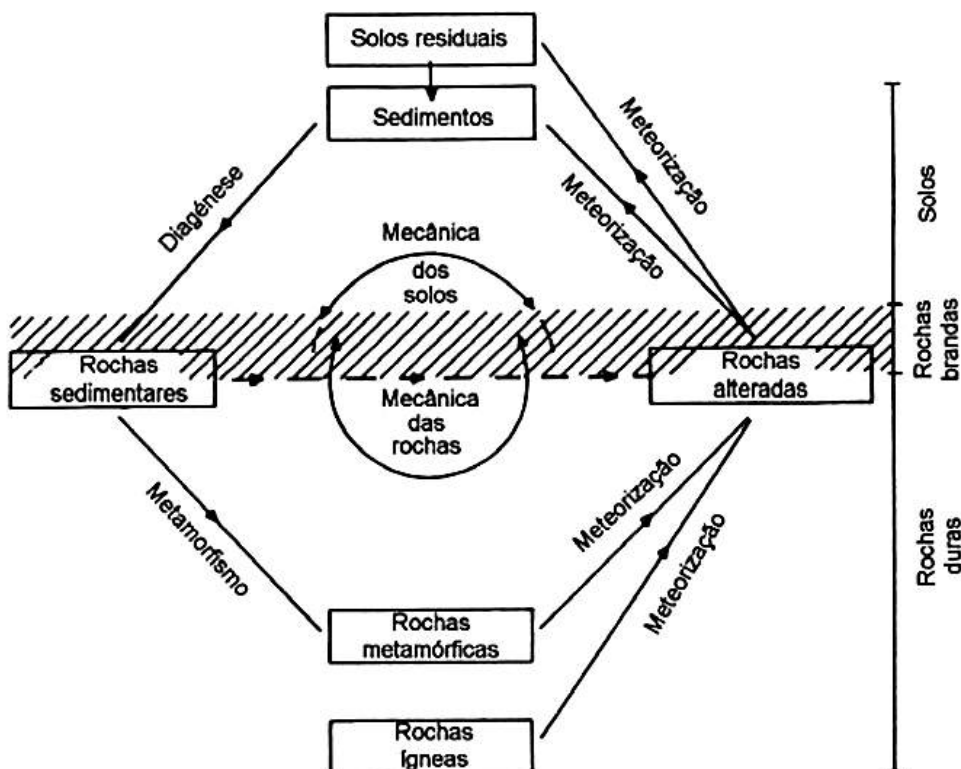 Solos residuais
Sedimentos
Meteorização
Meteorização
Diagénese
Mecânica
dos
solos
Solos
Rochas
brandas
Rochas
sedimentares
Rochas
alteradas
Mecânica
das
rochas
Metamorfismo
Meteorização
Meteorização
Rochas
duras
Rochas
metamórficas
Rochas
ígneas